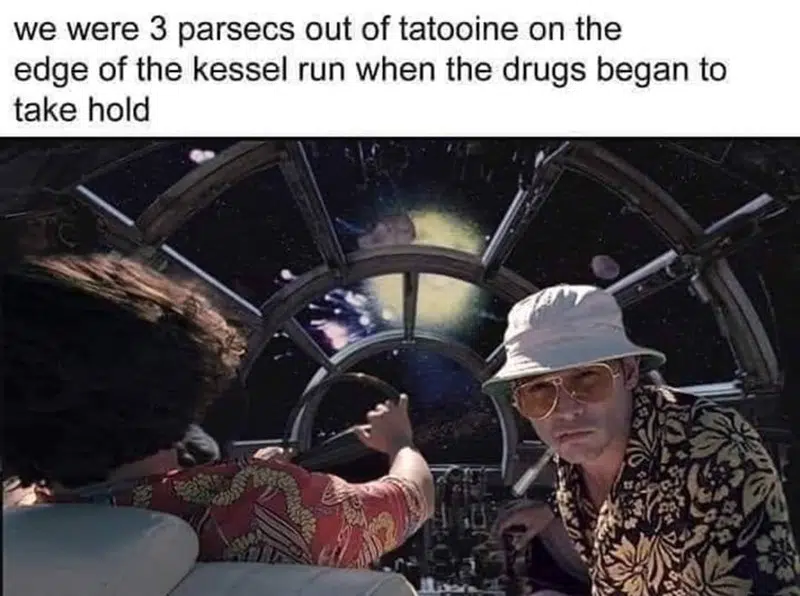 we were 3 parsecs out of tatooine on the
edge of the kessel run when the drugs began to
take hold